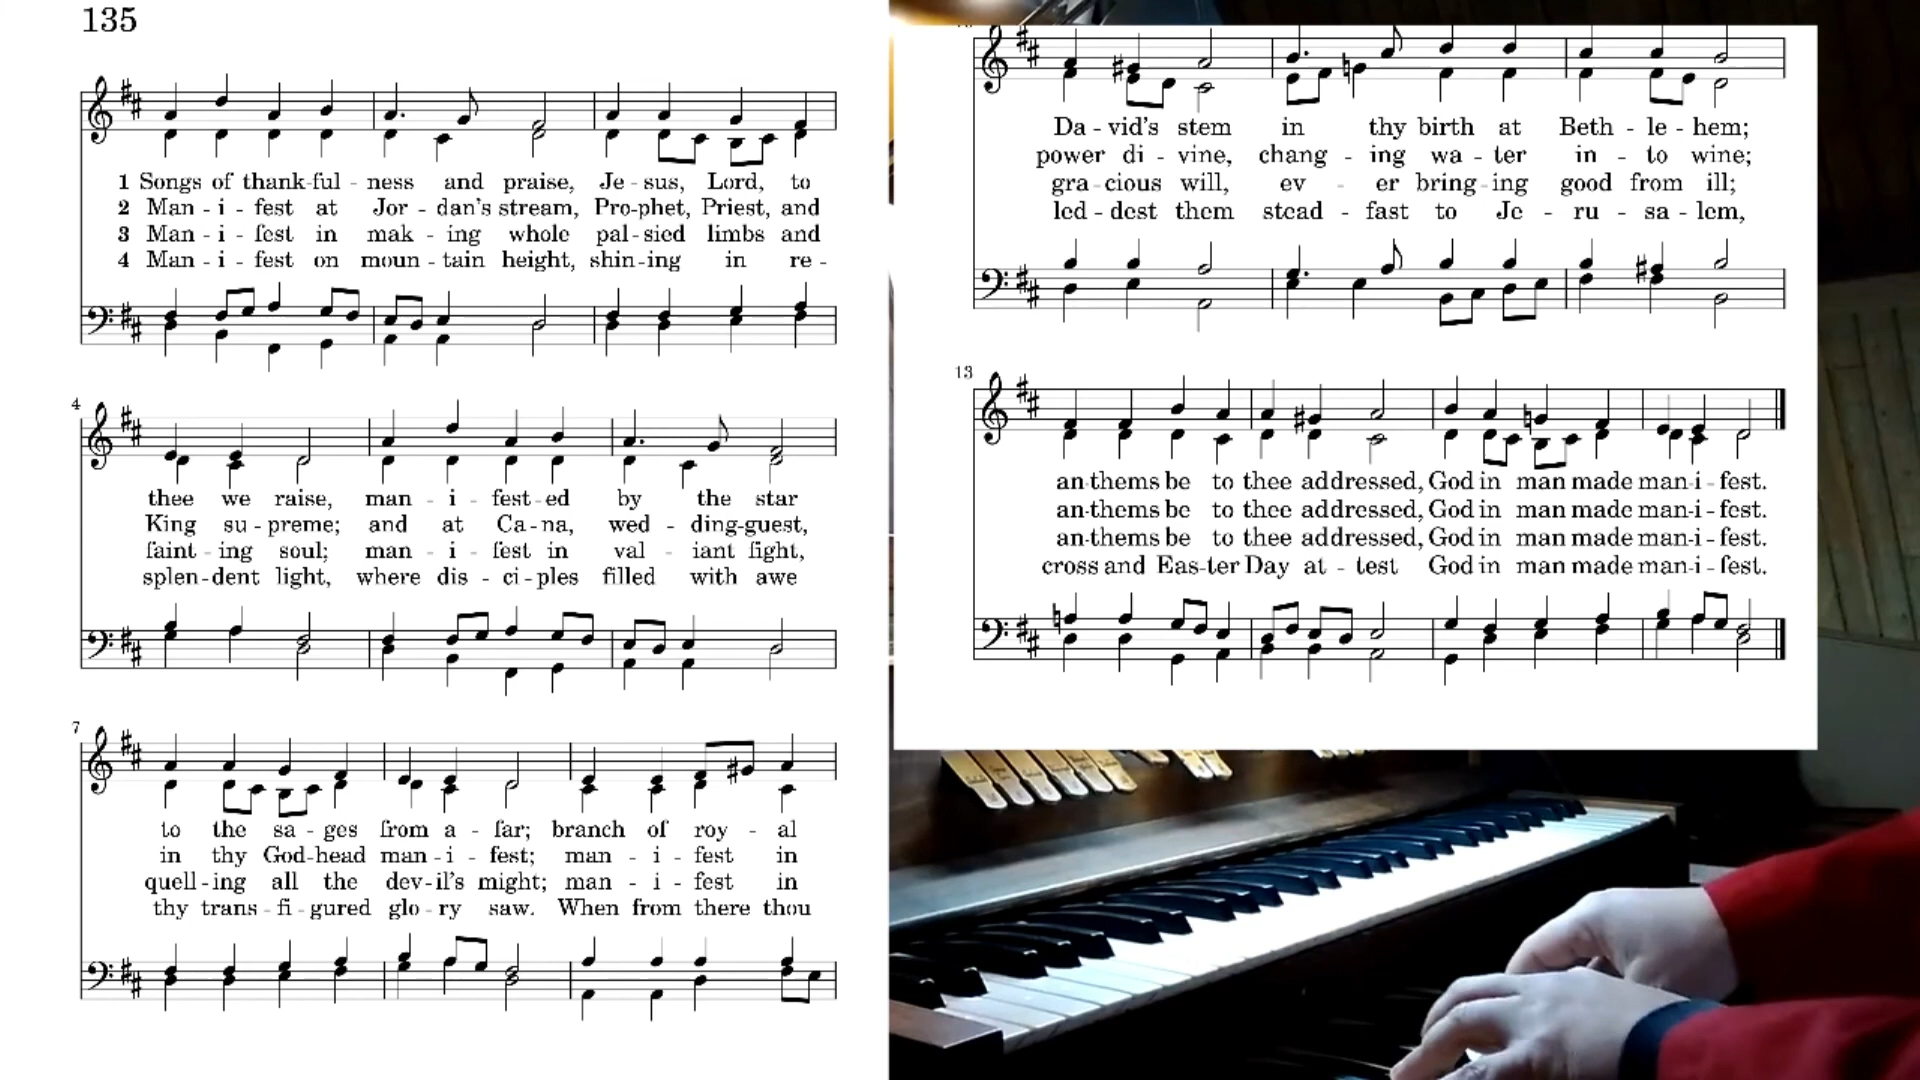 135
1 Songs of thank-ful - ness and praise, Je - sus, Lord, to
2 Man - i - fest at Jor - dan's stream, Pro-phet, Priest, and
3 Man - i - fest in mak - ing whole pal - sied limbs and
4 Man - i - fest on moun - tain height, shin - ing in re -
4
thee we raise, man - i - fest - ed by the star
King su - preme; and at Ca - na, wed - ding-guest,
faint - ing soul; man - i - fest in val - iant fight,
splen - dent light, where dis - ci - ples filled with awe
7
to the sa - ges from a - far; branch of roy - al
in thy God-head man - i - fest; man - i - fest in
quell - ing all the dev-il's might; man - i - fest in
thy trans - fi - gured glo - ry saw. When from there thou
Da - vid's stem in thy birth at Beth - le - hem;
power di - vine, chang - ing wa - ter in - to wine;
gra - cious will, ev - er bring - ing good from ill;
led - dest them stead - fast to Je - ru - sa - lem,
13
an-thems be to thee addressed, God in man made man - i - fest.
an-thems be to thee addressed, God in man made man - i - fest.
an-thems be to thee addressed, God in man made man - i - fest.
cross and Eas-ter Day at - test God in man made man - i - fest.